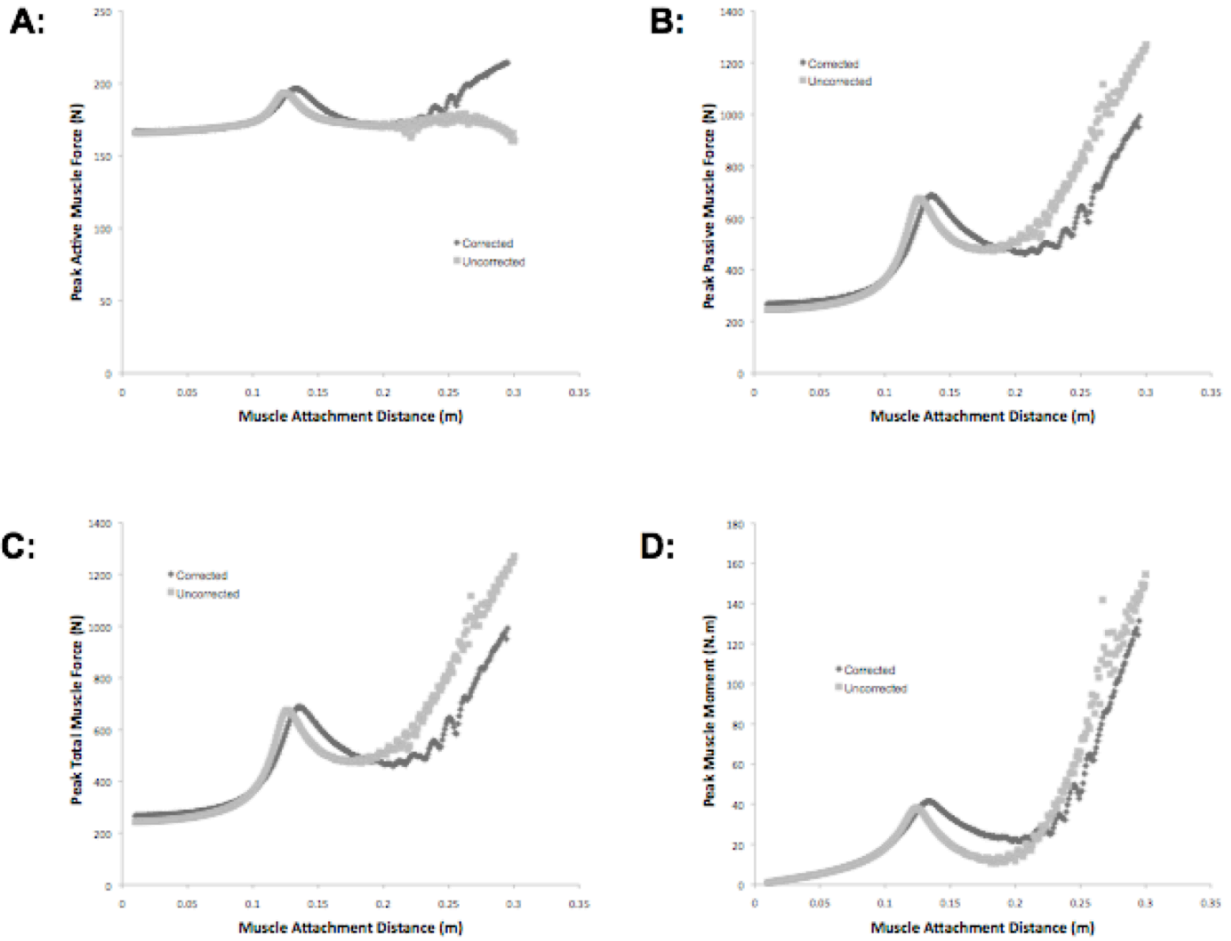 A:
Peak Active Muscle Force (N)
250
200
150
100
50
0
Corrected
Uncorrected
0 0.05 0.1 0.15 0.2 0.25 0.3 0.35
Muscle Attachment Distance (m)
B:
Peak Passive Muscle Force (N)
1400
1200
1000
800
600
400
200
0
Corrected
Uncorrected
0 0.05 0.1 0.15 0.2 0.25 0.3 0.35
Muscle Attachment Distance (m)
C:
Peak Total Muscle Force (N)
1400
1200
1000
800
600
400
200
0
Corrected
Uncorrected
0 0.05 0.1 0.15 0.2 0.25 0.3 0.35
Muscle Attachment Distance (m)
D:
Peak Muscle Moment (N.m)
180
160
140
120
100
80
60
40
20
0
Corrected
Uncorrected
0 0.05 0.1 0.15 0.2 0.25 0.3 0.35
Muscle Attachment Distance (m)